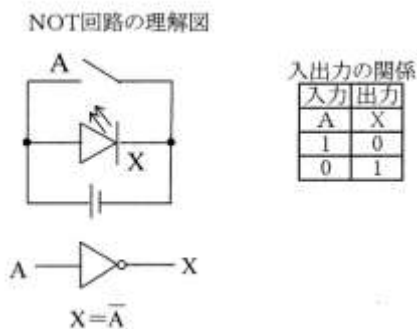 NOT回路の理解図
A
X
入出力の関係
入力 出力
A X
1 0
0 1
A X
X=A̅